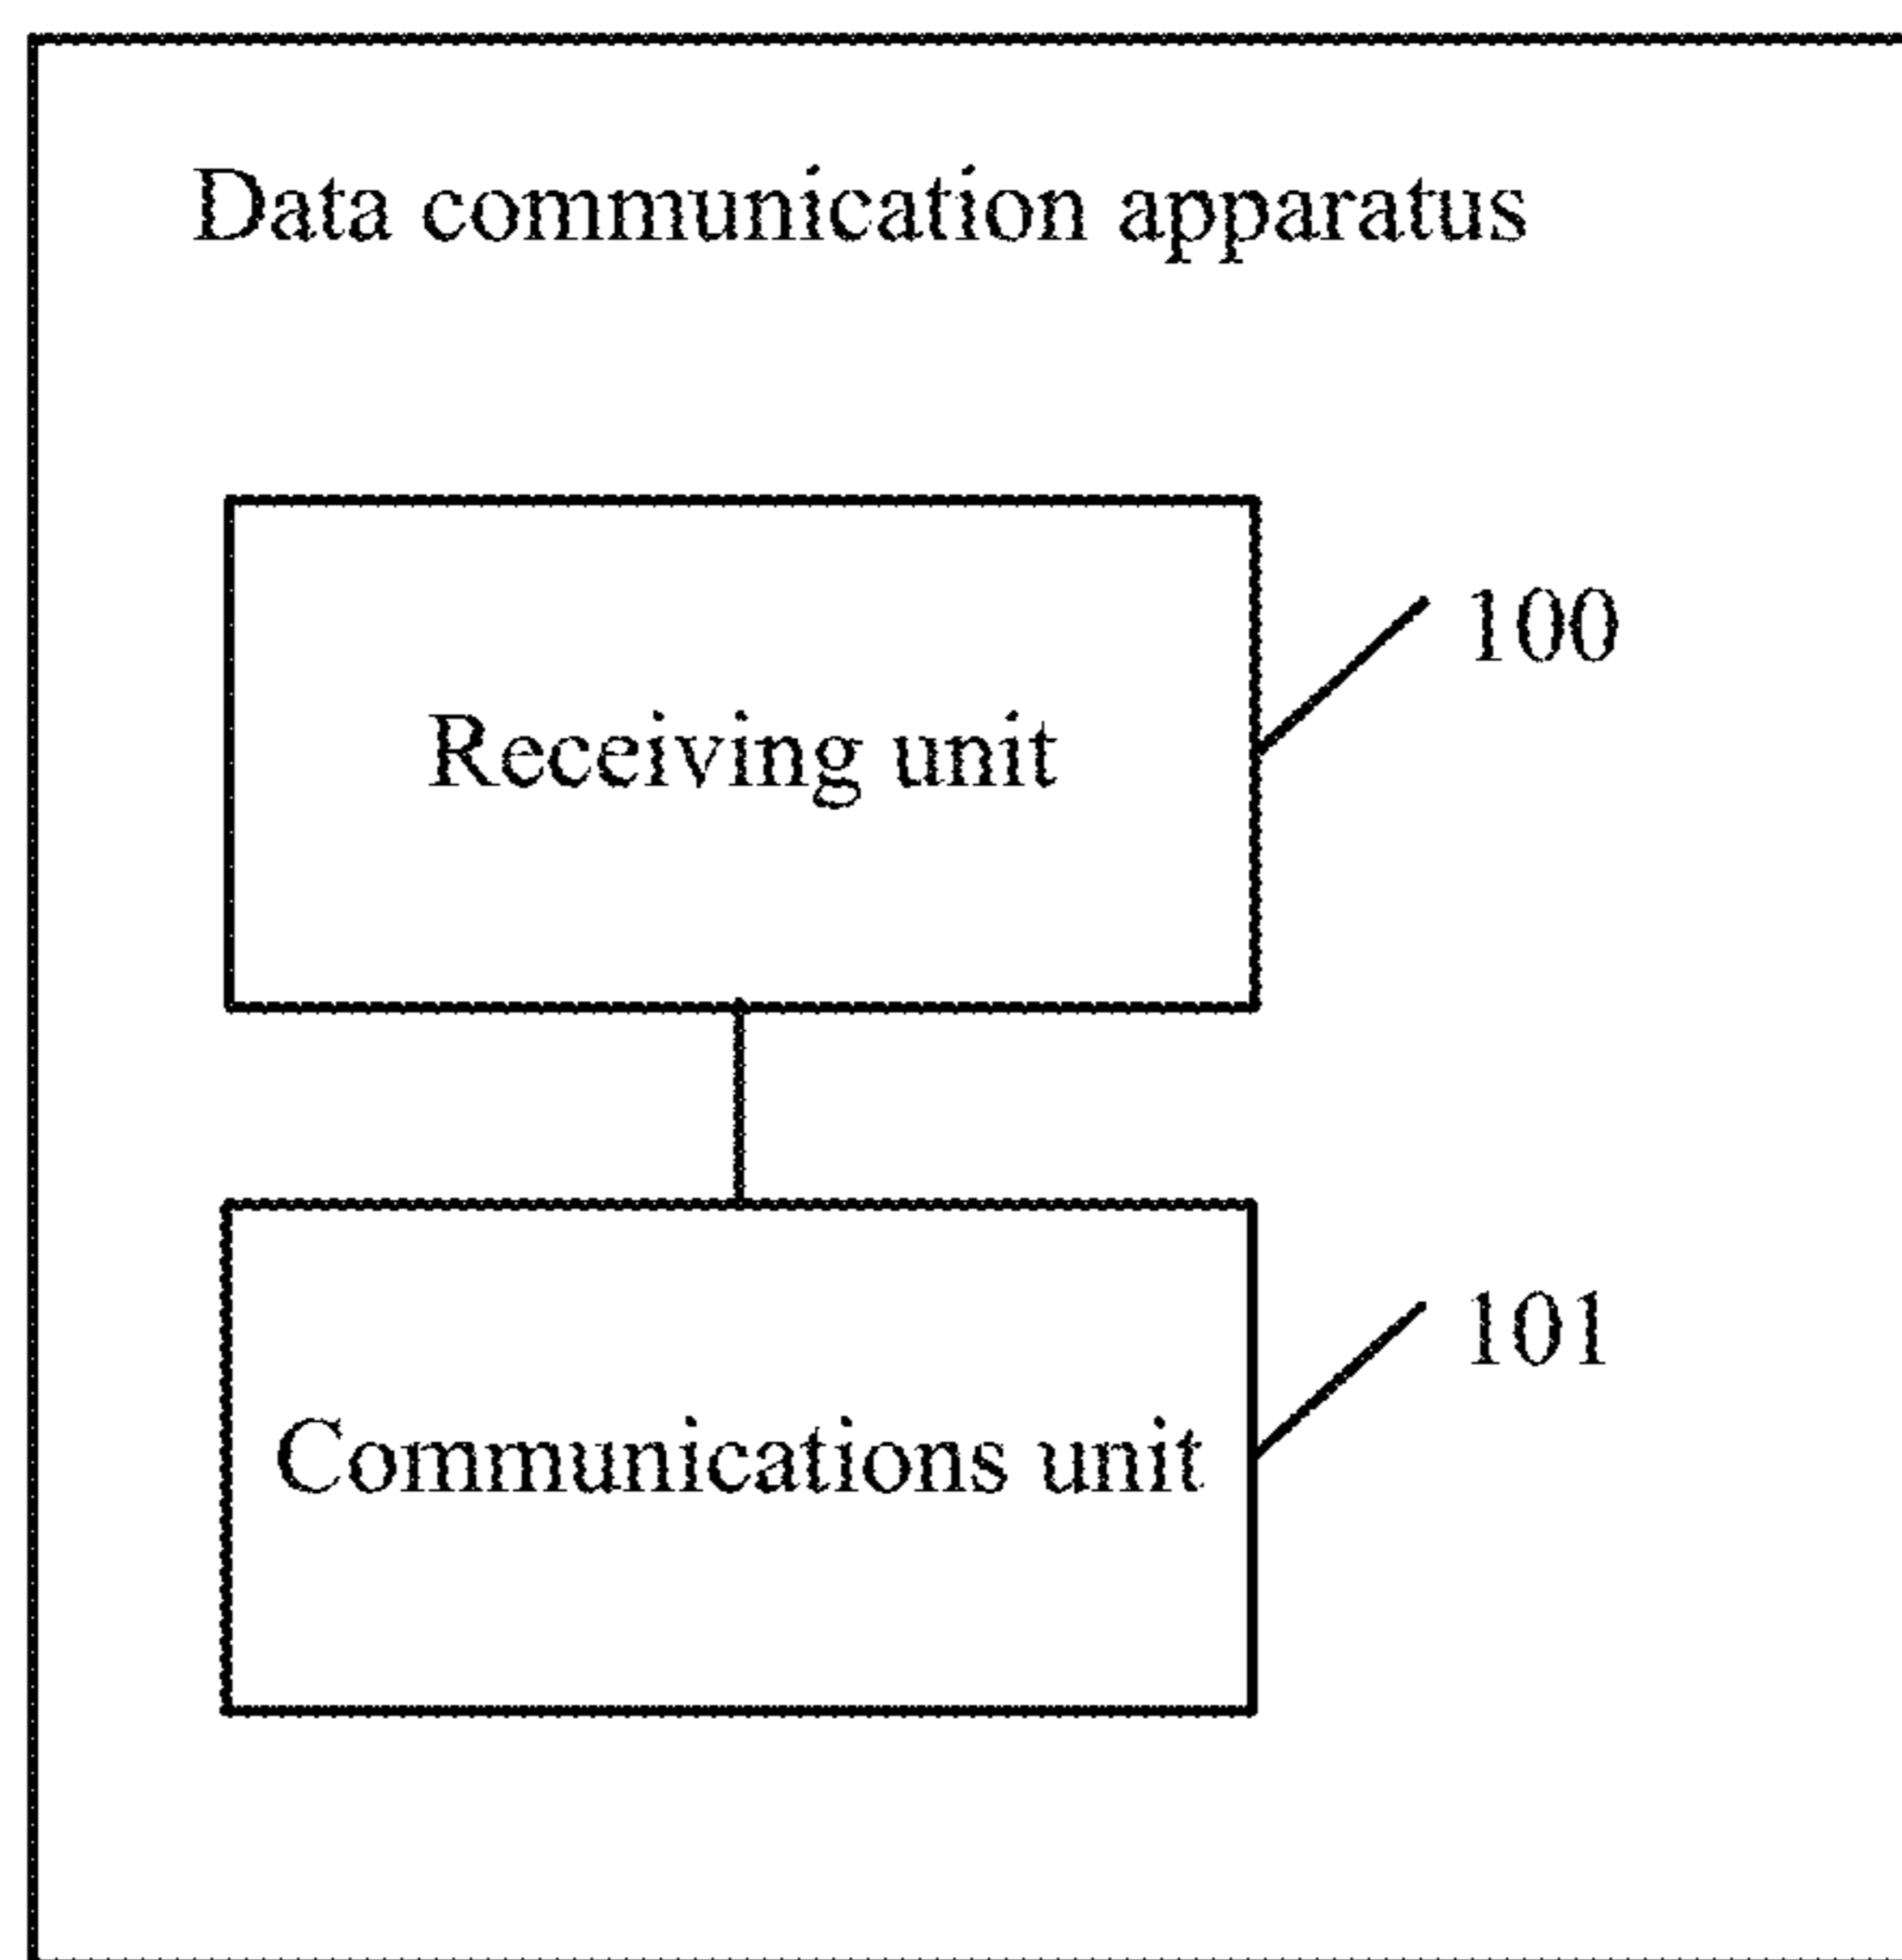 Data communication apparatus
100
Receiving unit
101
Communications unit